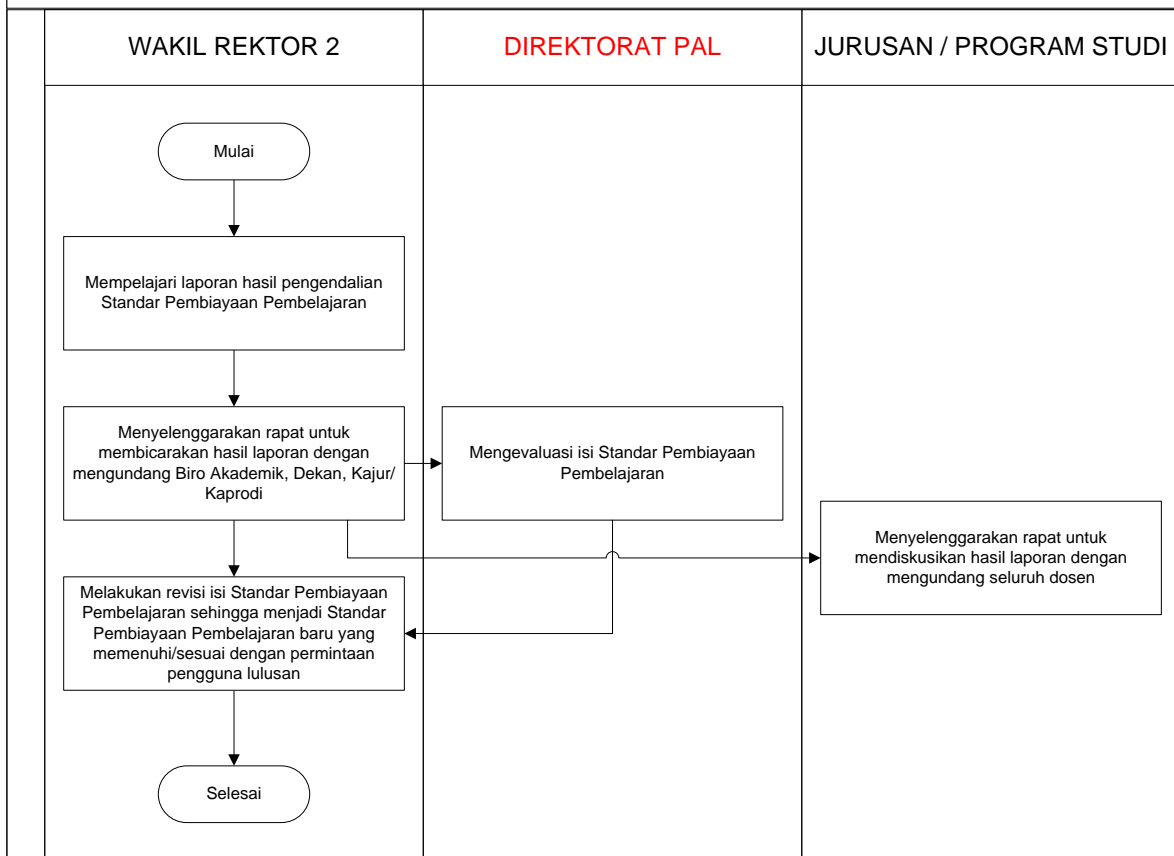 WAKIL REKTOR 2
DIREKTORAT PAL
JURUSAN / PROGRAM STUDI
Mulai
Mempelajari laporan hasil pengendalian
Standar Pembiayaan Pembelajaran
Menyelenggarakan rapat untuk
membicarakan hasil laporan dengan
mengundang Biro Akademik, Dekan, Kajur/
Kaprodi
Mengevaluasi isi Standar Pembiayaan
Pembelajaran
Menyelenggarakan rapat untuk
mendiskusikan hasil laporan dengan
mengundang seluruh dosen
Melakukan revisi isi Standar Pembiayaan
Pembelajaran sehingga menjadi Standar
Pembiayaan Pembelajaran baru yang
memenuhi/sesuai dengan permintaan
pengguna lulusan
Selesai